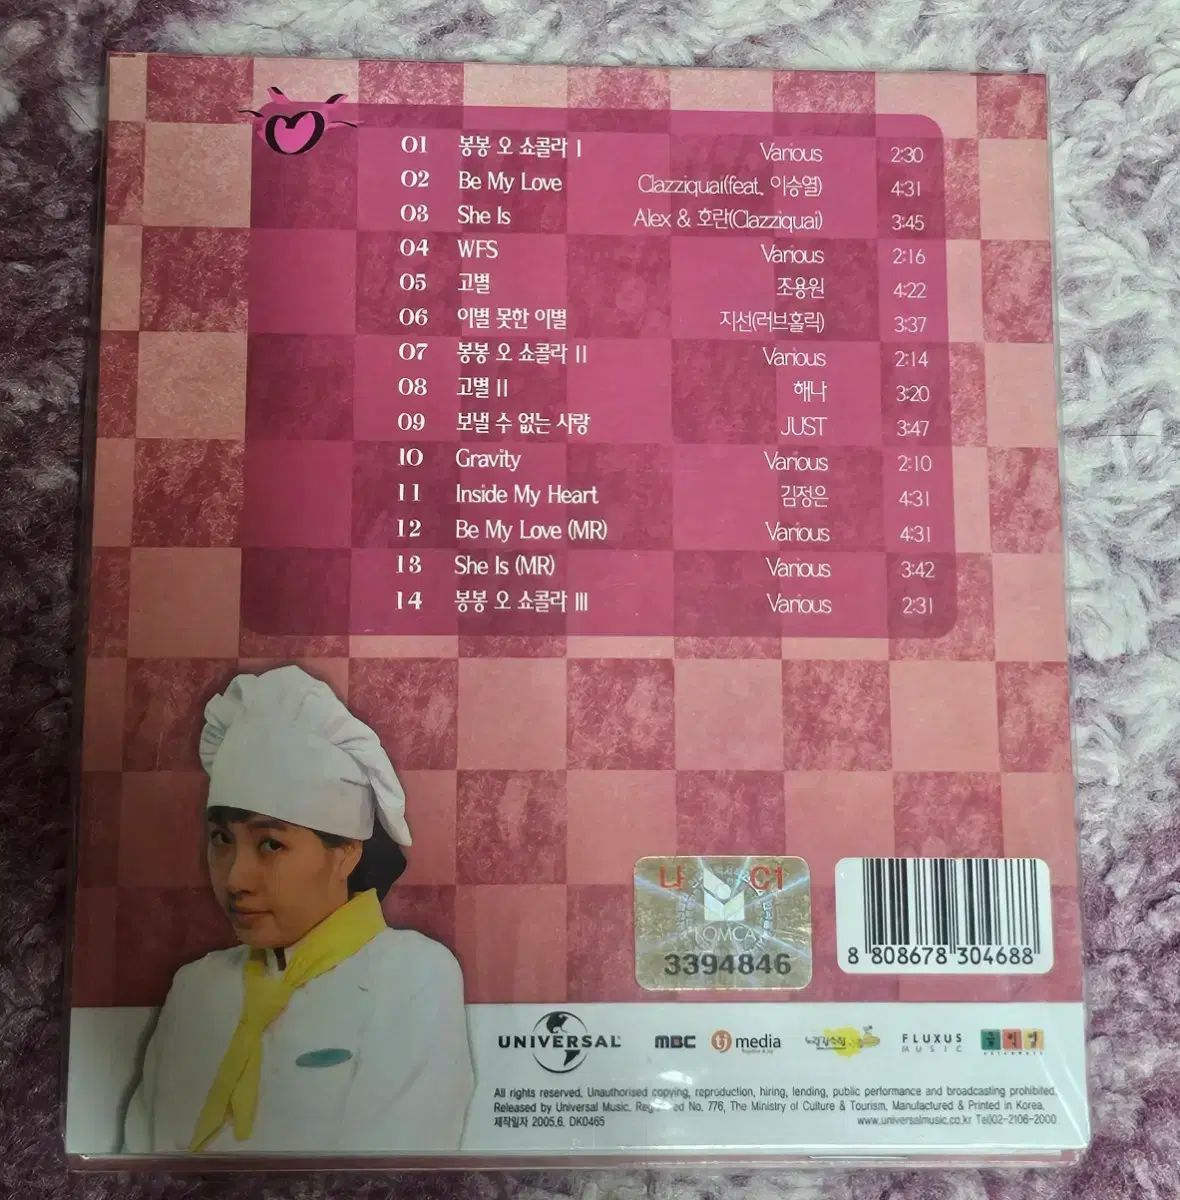 01 봉봉 오 쇼콜라 I Various 2:30
02 Be My Love Clazziquai(feat. 이승열) 4:31
03 She Is Alex & 호란(Clazziquai) 3:45
04 WFS Various 2:16
05 고별 조용원 4:22
06 이별 못한 이별 지선(러브홀릭) 3:37
07 봉봉 오 쇼콜라 II Various 2:14
08 고별 II 해나 3:20
09 보낼 수 없는 사랑 JUST 3:47
10 Gravity Various 2:10
11 Inside My Heart 김정은 4:31
12 Be My Love (MR) Various 4:31
13 She Is (MR) Various 3:42
14 봉봉 오 쇼콜라 III Various 2:31
나 C1
KOMCA
3394846
8 808678 304688
UNIVERSAL MBC tj media FLUXUS
MUSIC
All rights reserved. Unauthorised copying, reproduction, hiring, lending, public performance and broadcasting prohibited.
Released by Universal Music. No. 776, The Ministry of Culture & Tourism, Manufactured & Printed in Korea.
제작일자 2005.6. DK0465 www.universalmusic.co.kr Tel)02-2106-2000